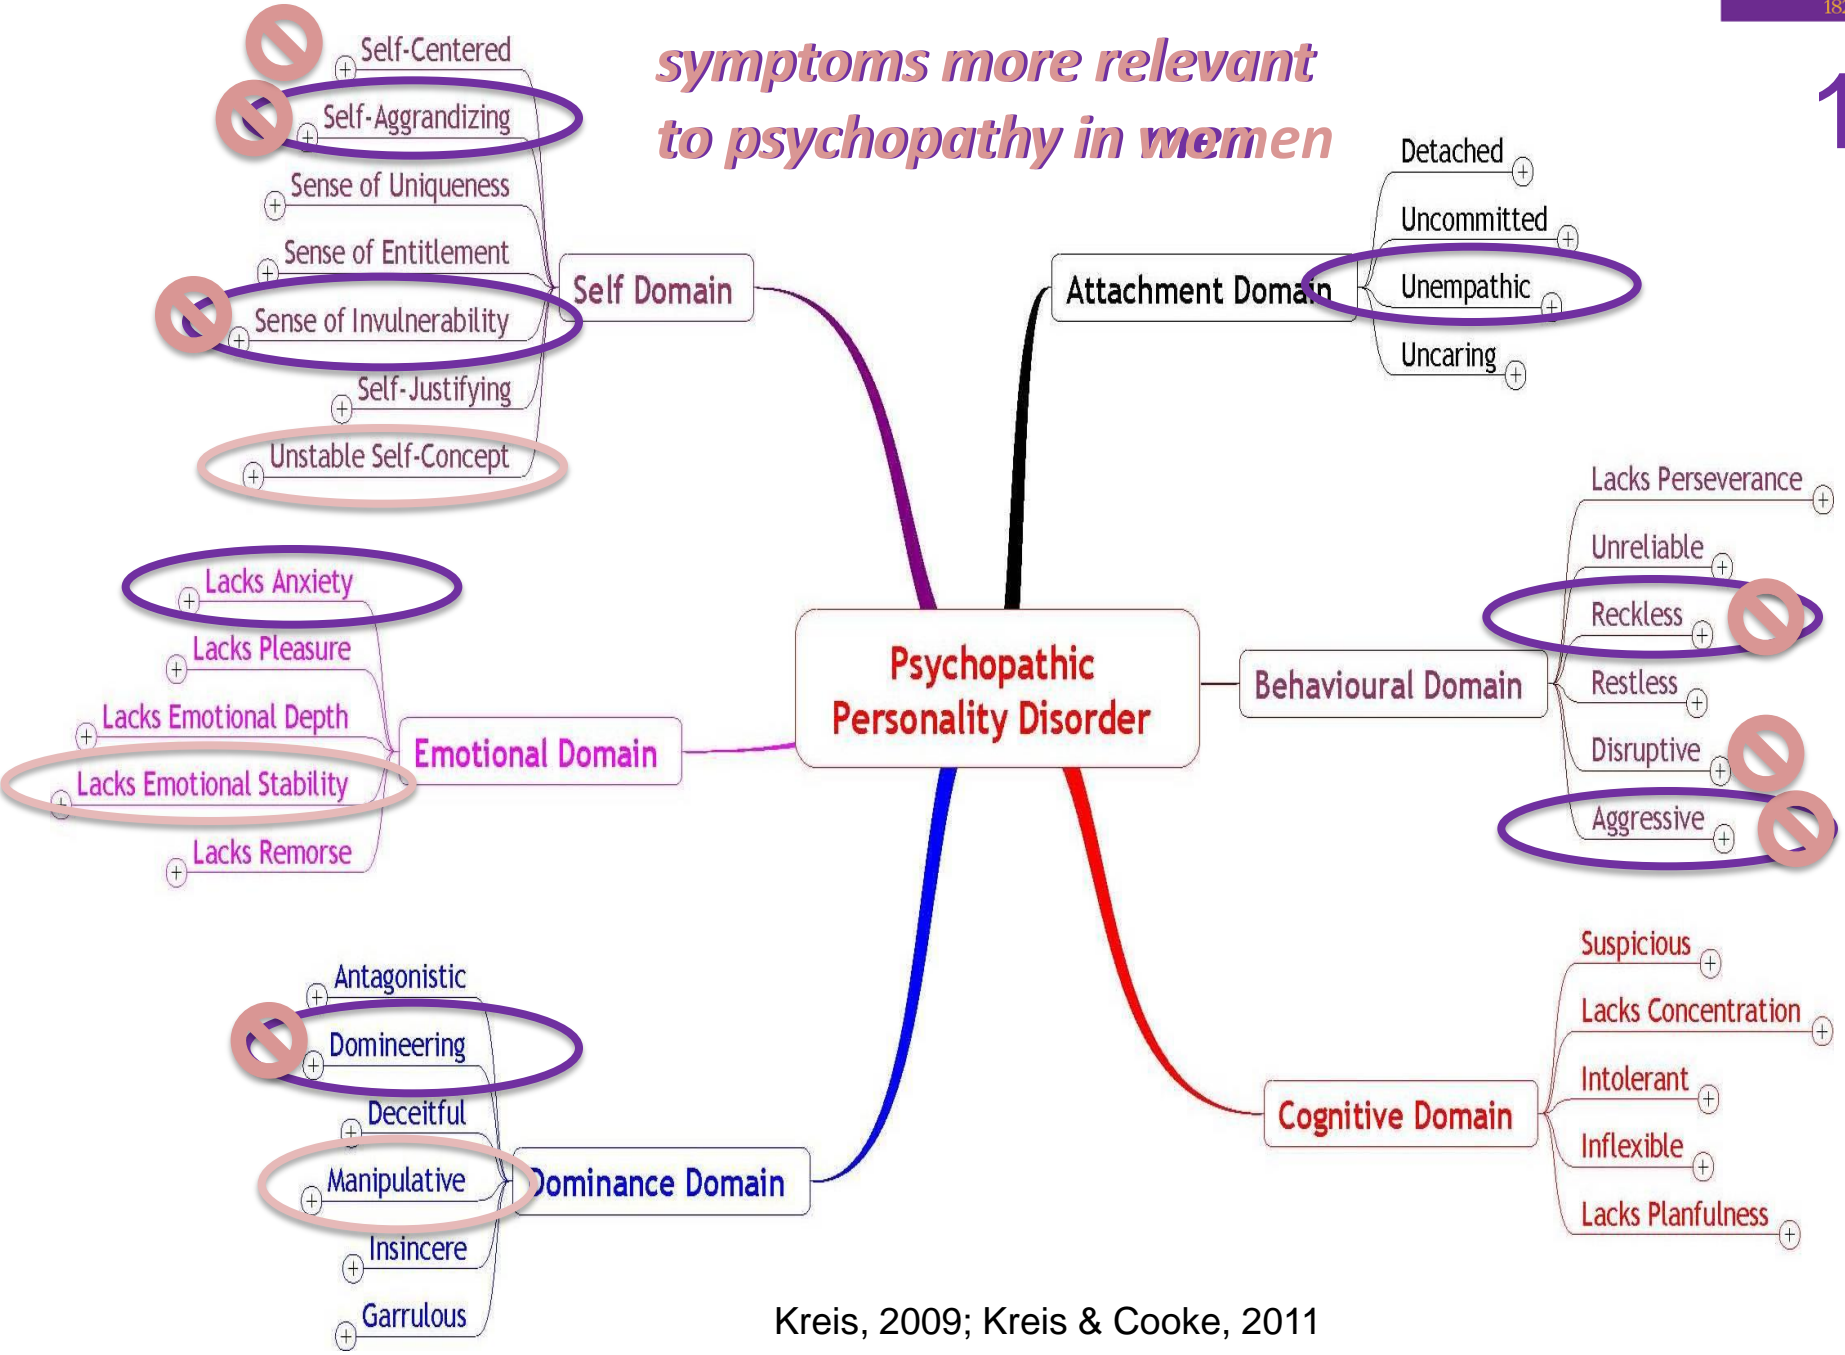 182
1
symptoms more relevant
to psychopathy in women
men
Self-Centered
Self-Aggrandizing
Sense of Uniqueness
Sense of Entitlement
Sense of Invulnerability
Self-Justifying
Unstable Self-Concept
Self Domain
Detached
Uncommitted
Unempathic
Uncaring
Attachment Domain
Lacks Anxiety
Lacks Pleasure
Lacks Emotional Depth
Lacks Emotional Stability
Lacks Remorse
Emotional Domain
Psychopathic
Personality Disorder
Lacks Perseverance
Unreliable
Reckless
Restless
Disruptive
Aggressive
Behavioural Domain
Antagonistic
Domineering
Deceitful
Manipulative
Insincere
Garrulous
Dominance Domain
Suspicious
Lacks Concentration
Intolerant
Inflexible
Lacks Planfulness
Cognitive Domain
Kreis, 2009; Kreis & Cooke, 2011